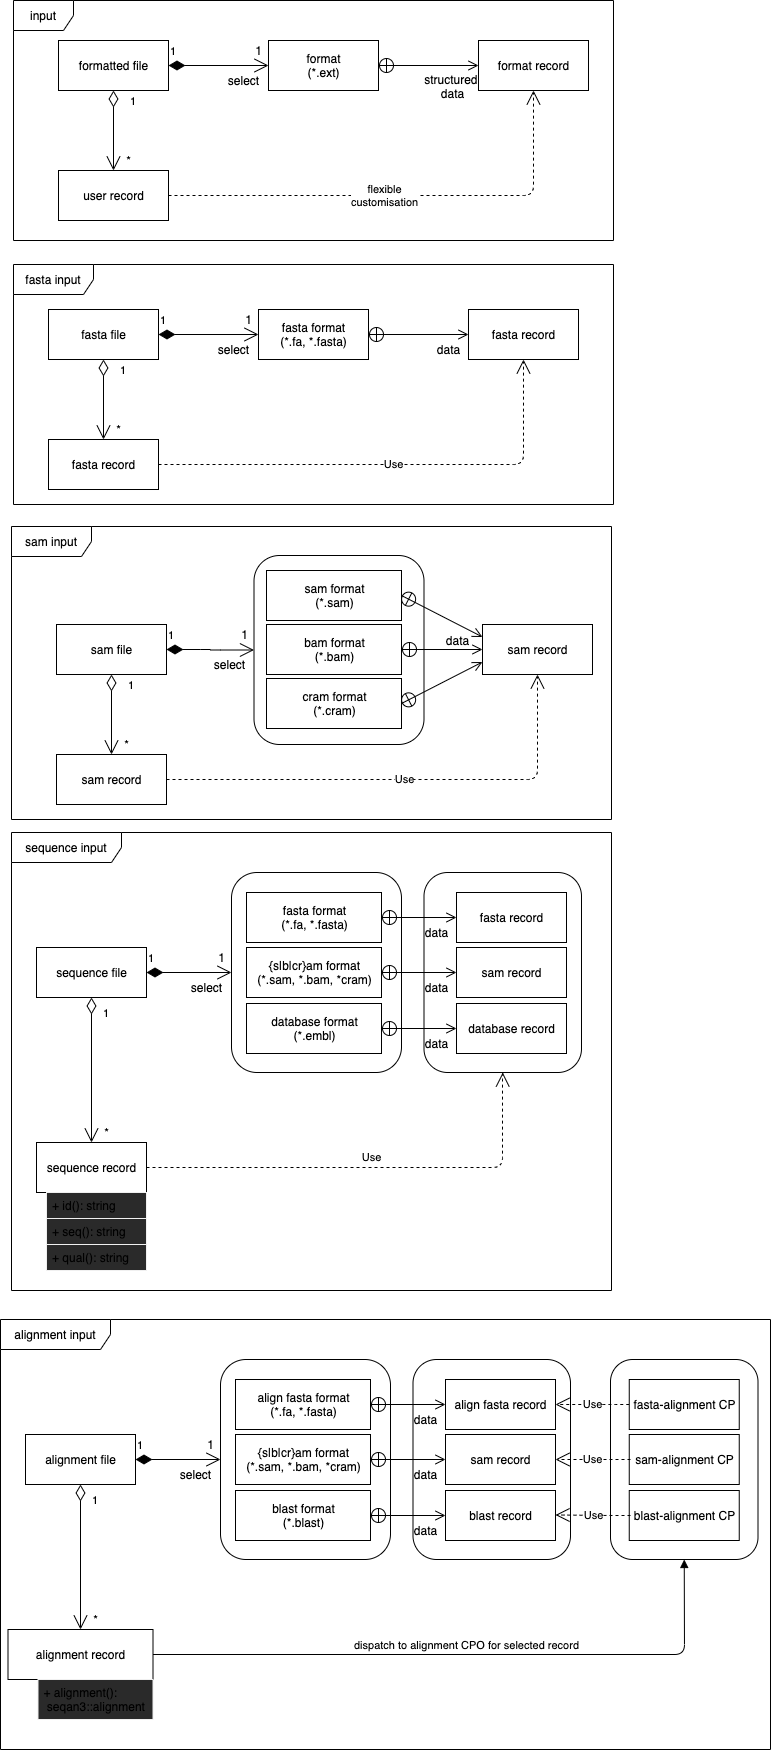 input
formatted file
1
1
select
format
(*.ext)
structured
data
format record
1
*
user record
flexible
customisation
fasta input
fasta file
1
1
select
fasta format
(*.fa, *.fasta)
data
fasta record
1
*
fasta record
Use
sam input
sam format
(*.sam)
sam file
1
1
select
bam format
(*.bam)
data
sam record
cram format
(*.cram)
1
*
sam record
Use
sequence input
fasta format
(*.fa, *.fasta)
data
fasta record
sequence file
1
1
select
{slblcr}am format
(*.sam, *.bam, *cram)
data
sam record
1
database format
(*.embl)
data
database record
*
sequence record
Use
+ id(): string
+ seq(): string
+ qual(): string
alignment input
align fasta format
(*.fa, *.fasta)
data
align fasta record
Use
fasta-alignment CP
alignment file
1
1
select
{slblcr}am format
(*.sam, *.bam, *cram)
data
sam record
Use
sam-alignment CP
1
blast format
(*.blast)
data
blast record
Use
blast-alignment CP
*
alignment record
dispatch to alignment CPO for selected record
+ alignment():
seqan3::alignment